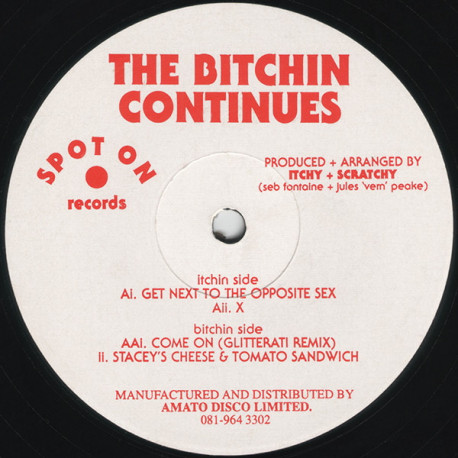 THE BITCHIN
CONTINUES
SPOT ON
records
PRODUCED + ARRANGED BY
ITCHY + SCRATCHY
(seb fontaine + jules 'vern' peake)
itchin side
Ai. GET NEXT TO THE OPPOSITE SEX
Aii. X
bitchin side
AAi. COME ON (GLITTERATI REMIX)
II. STACEY'S CHEESE & TOMATO SANDWICH
MANUFACTURED AND DISTRIBUTED BY
AMATO DISCO LIMITED.
081-964 3302